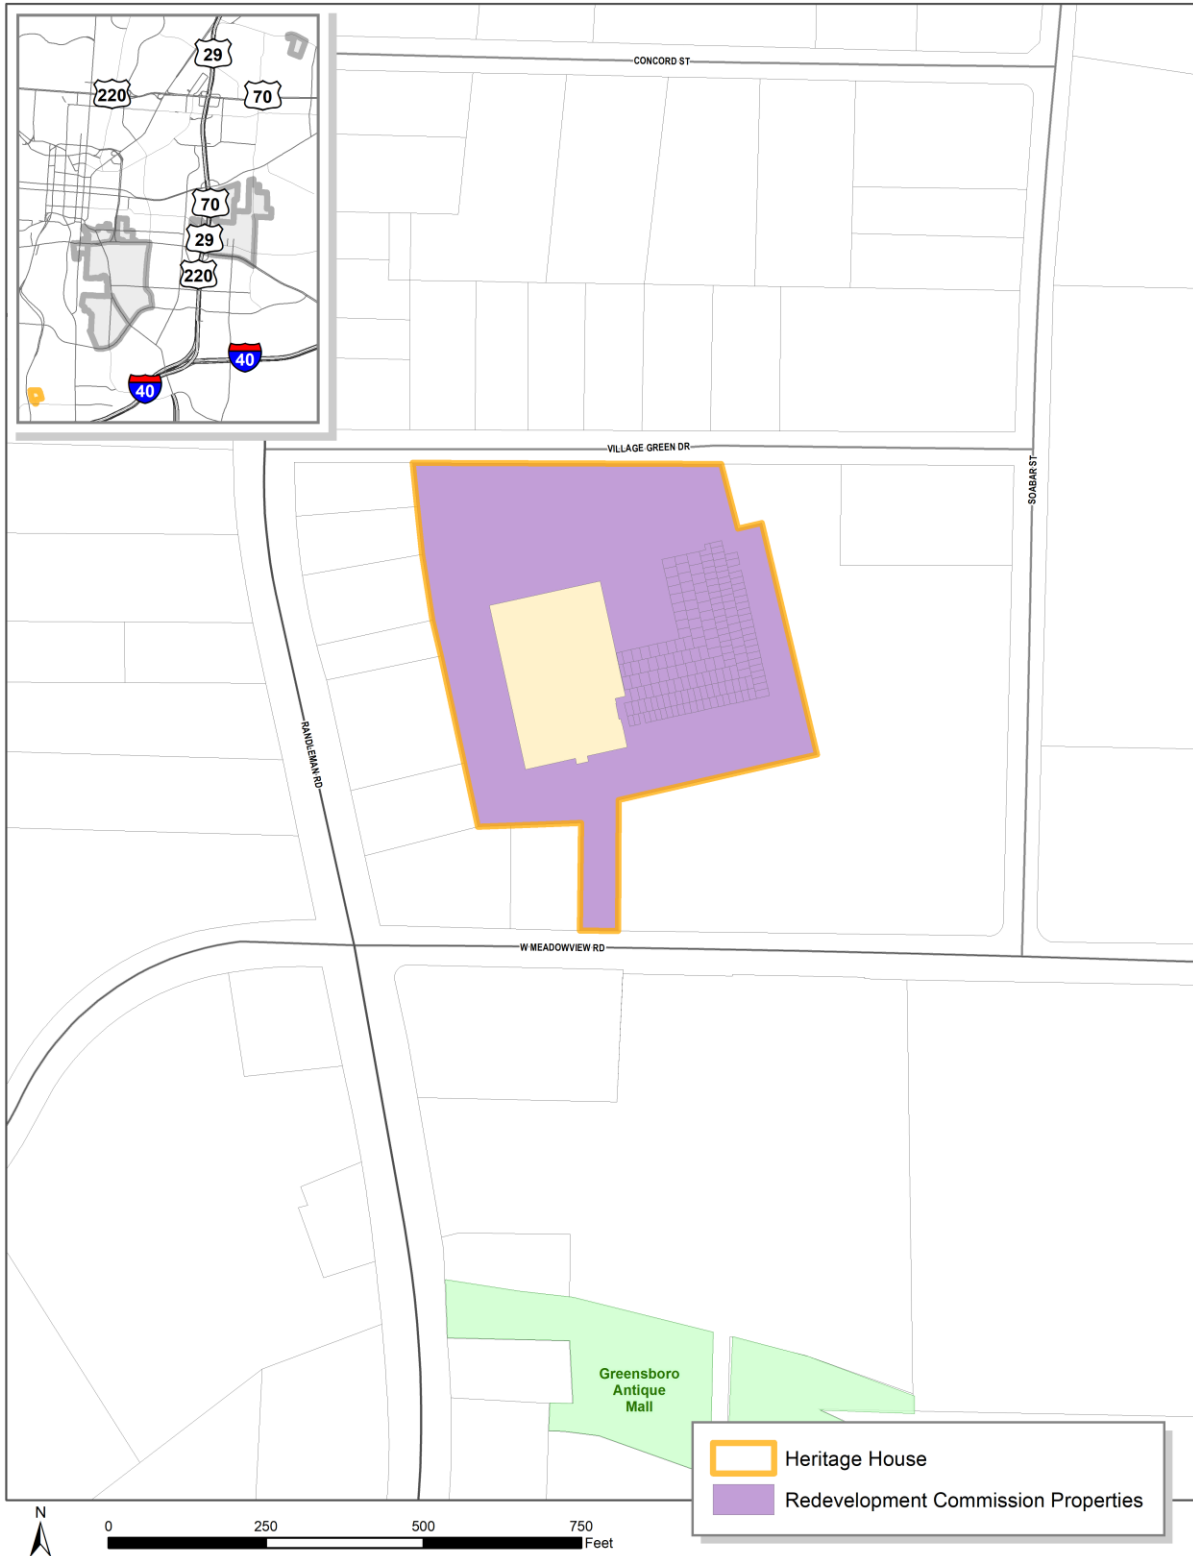 29
220
70
70
29
220
40
40
CONCORD ST
VILLAGE GREEN DR
SOABAR ST
RANDLEMAN RD
W MEADOWVIEW RD
Greensboro
Antique
Mall
Heritage House
Redevelopment Commission Properties
N
0 250 500 750
Feet